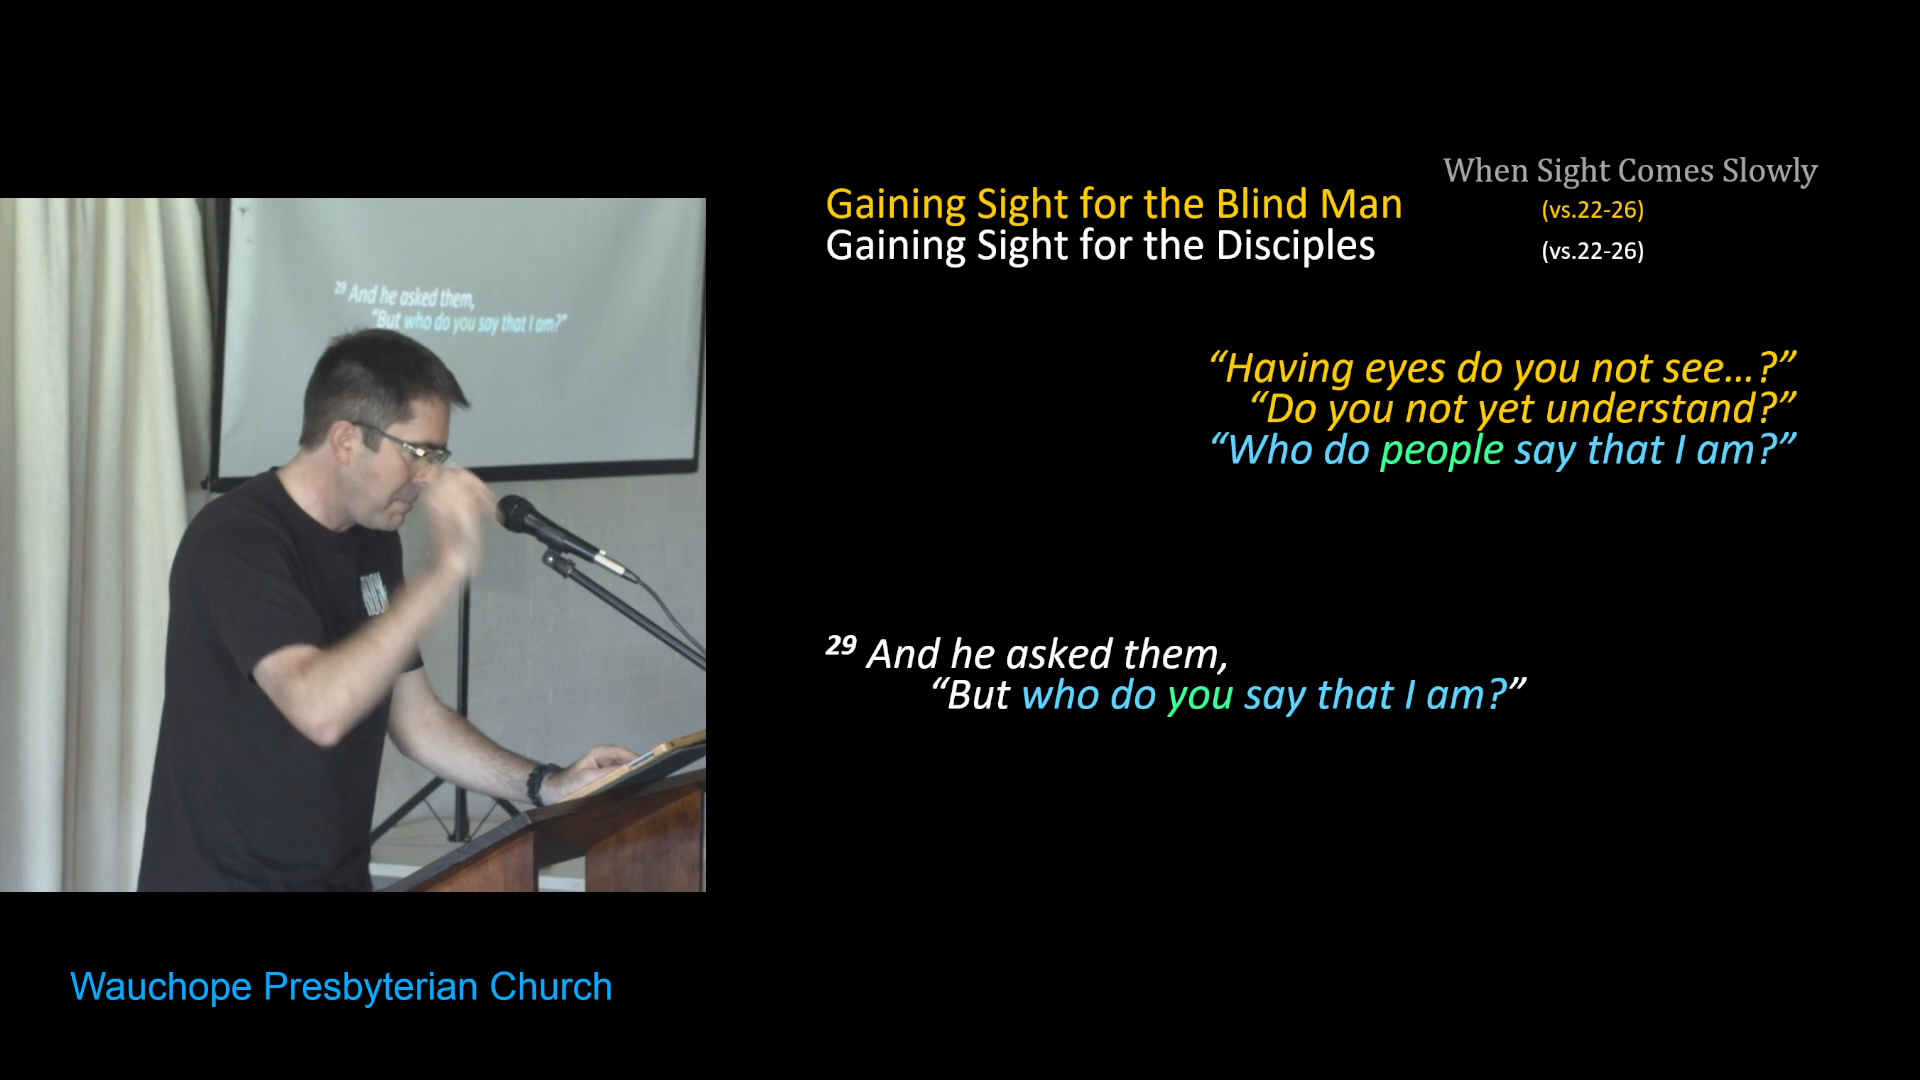 When Sight Comes Slowly
Gaining Sight for the Blind Man (vs.22-26)
Gaining Sight for the Disciples (vs.22-26)
“Having eyes do you not see…?”
“Do you not yet understand?”
“Who do people say that I am?”
29 And he asked them,
“But who do you say that I am?”
29 And he asked them,
“But who do you say that I am?”
Wauchope Presbyterian Church